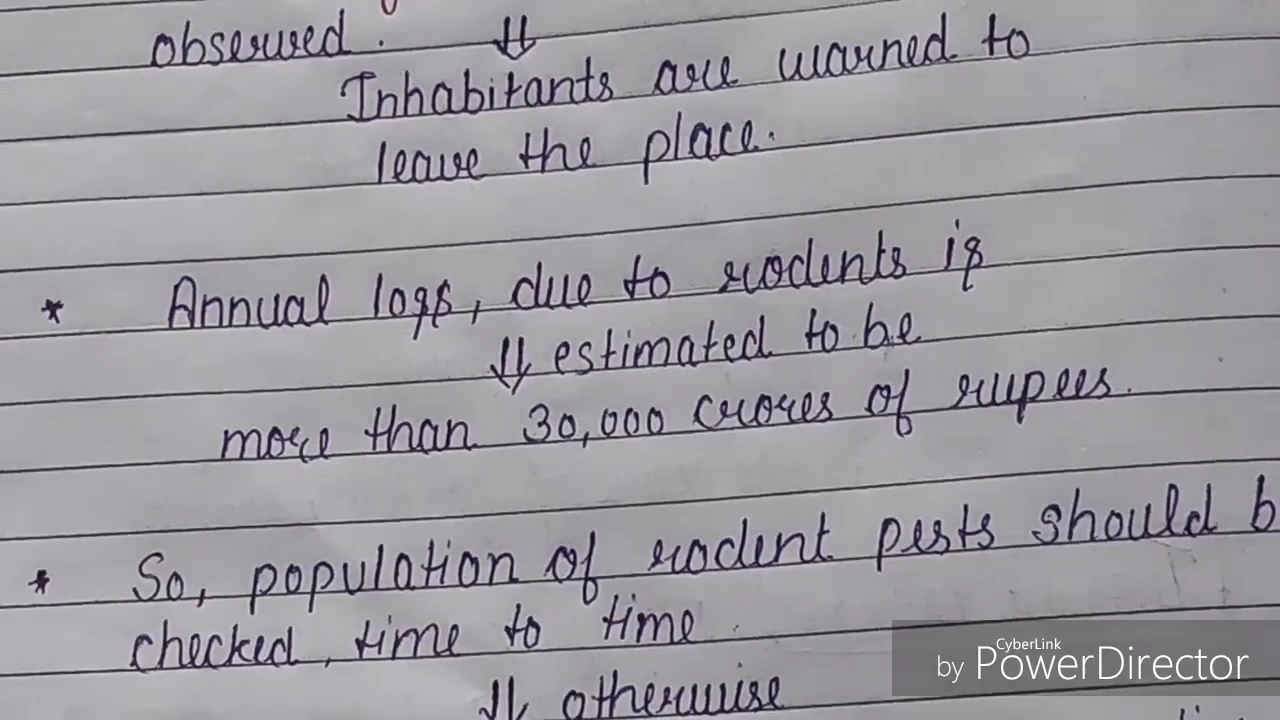 observed. ⇓
Inhabitants are warned to
leave the place.
* Annual loss, due to rodents is
⇓ estimated to be
more than 30,000 crores of rupees.
* So, population of rodent pests should b
checked, time to time
⇓ otherwise
CyberLink
by PowerDirector